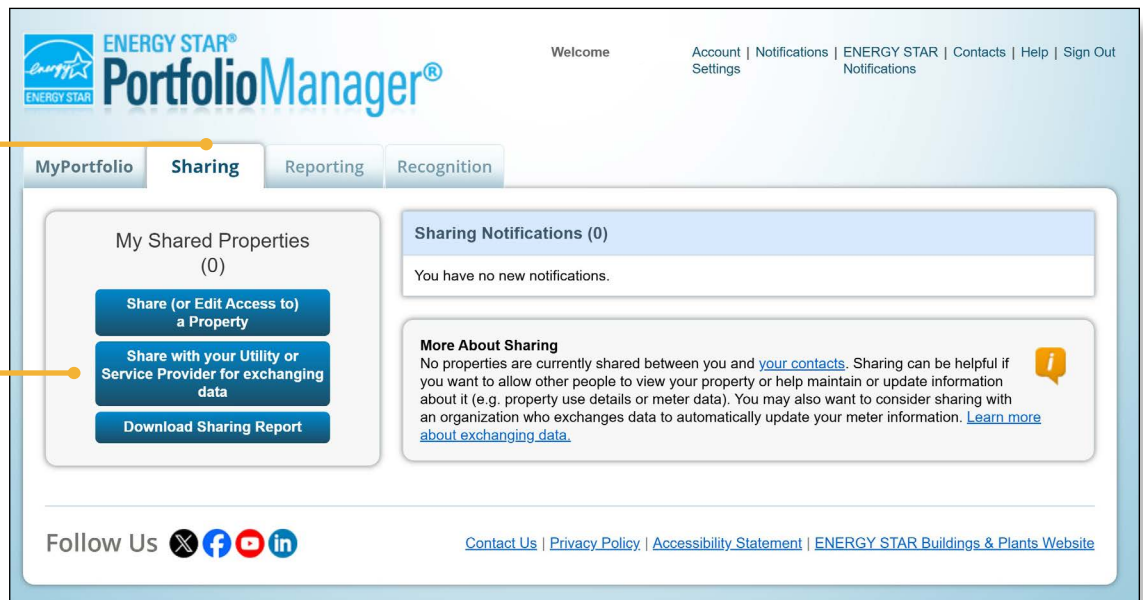 ENERGY STAR®
PortfolioManager®
energy
ENERGY STAR
Welcome
Account Settings | Notifications | ENERGY STAR Notifications | Contacts | Help | Sign Out
MyPortfolio
Sharing
Reporting
Recognition
My Shared Properties
(0)
Share (or Edit Access to)
a Property
Share with your Utility or
Service Provider for exchanging
data
Download Sharing Report
Sharing Notifications (0)
You have no new notifications.
More About Sharing
No properties are currently shared between you and your contacts. Sharing can be helpful if
you want to allow other people to view your property or help maintain or update information
about it (e.g. property use details or meter data). You may also want to consider sharing with
an organization who exchanges data to automatically update your meter information. Learn more
about exchanging data.
i
Follow Us
Contact Us | Privacy Policy | Accessibility Statement | ENERGY STAR Buildings & Plants Website